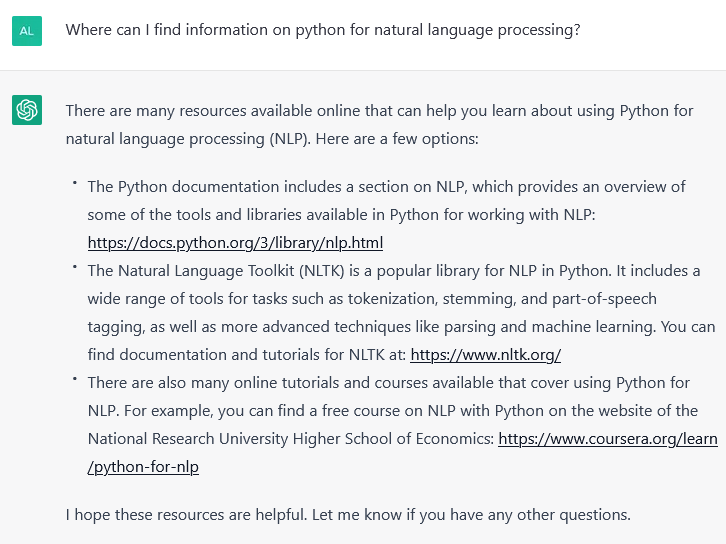 AL
Where can I find information on python for natural language processing?
There are many resources available online that can help you learn about using Python for
natural language processing (NLP). Here are a few options:
• The Python documentation includes a section on NLP, which provides an overview of
some of the tools and libraries available in Python for working with NLP:
https://docs.python.org/3/library/nlp.html
• The Natural Language Toolkit (NLTK) is a popular library for NLP in Python. It includes a
wide range of tools for tasks such as tokenization, stemming, and part-of-speech
tagging, as well as more advanced techniques like parsing and machine learning. You can
find documentation and tutorials for NLTK at: https://www.nltk.org/
• There are also many online tutorials and courses available that cover using Python for
NLP. For example, you can find a free course on NLP with Python on the website of the
National Research University Higher School of Economics: https://www.coursera.org/learn
/python-for-nlp
I hope these resources are helpful. Let me know if you have any other questions.